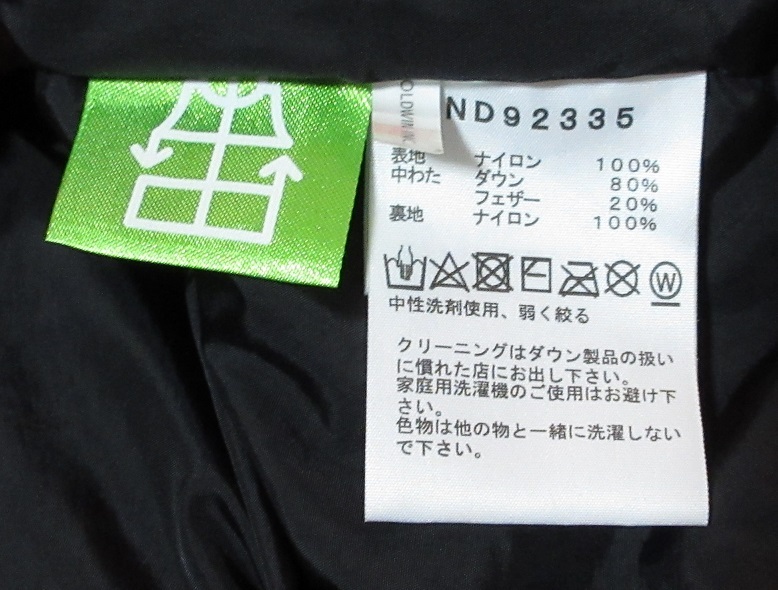 OLDWIN
ND92335
表地 ナイロン 100%
中わた ダウン 80%
フェザー 20%
裏地 ナイロン 100%
W
中性洗剤使用、弱く絞る
クリーニングはダウン製品の扱い
に慣れた店にお出し下さい。
家庭用洗濯機のご使用はお避け下
さい。
色物は他の物と一緒に洗濯しない
で下さい。